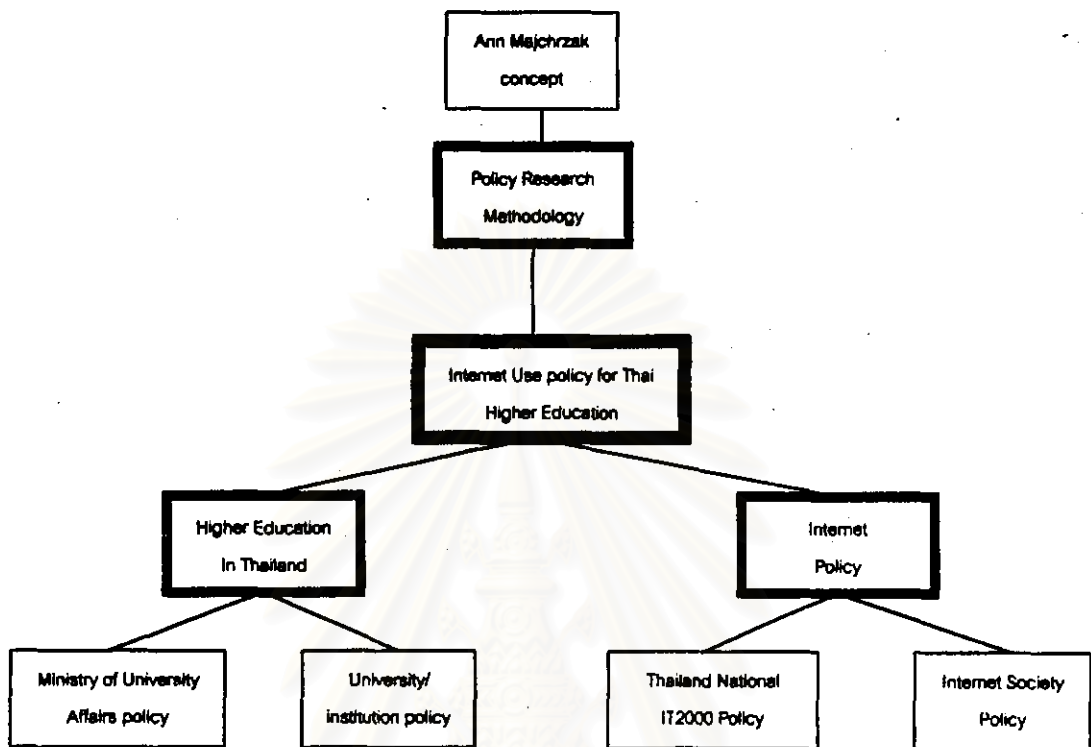 Ann Majchrzak
concept
Policy Research
Methodology
Internet Use policy for Thai
Higher Education
Higher Education
In Thailand
Internet
Policy
Ministry of University
Affairs policy
University/
institution policy
Thailand National
IT2000 Policy
Internet Society
Policy